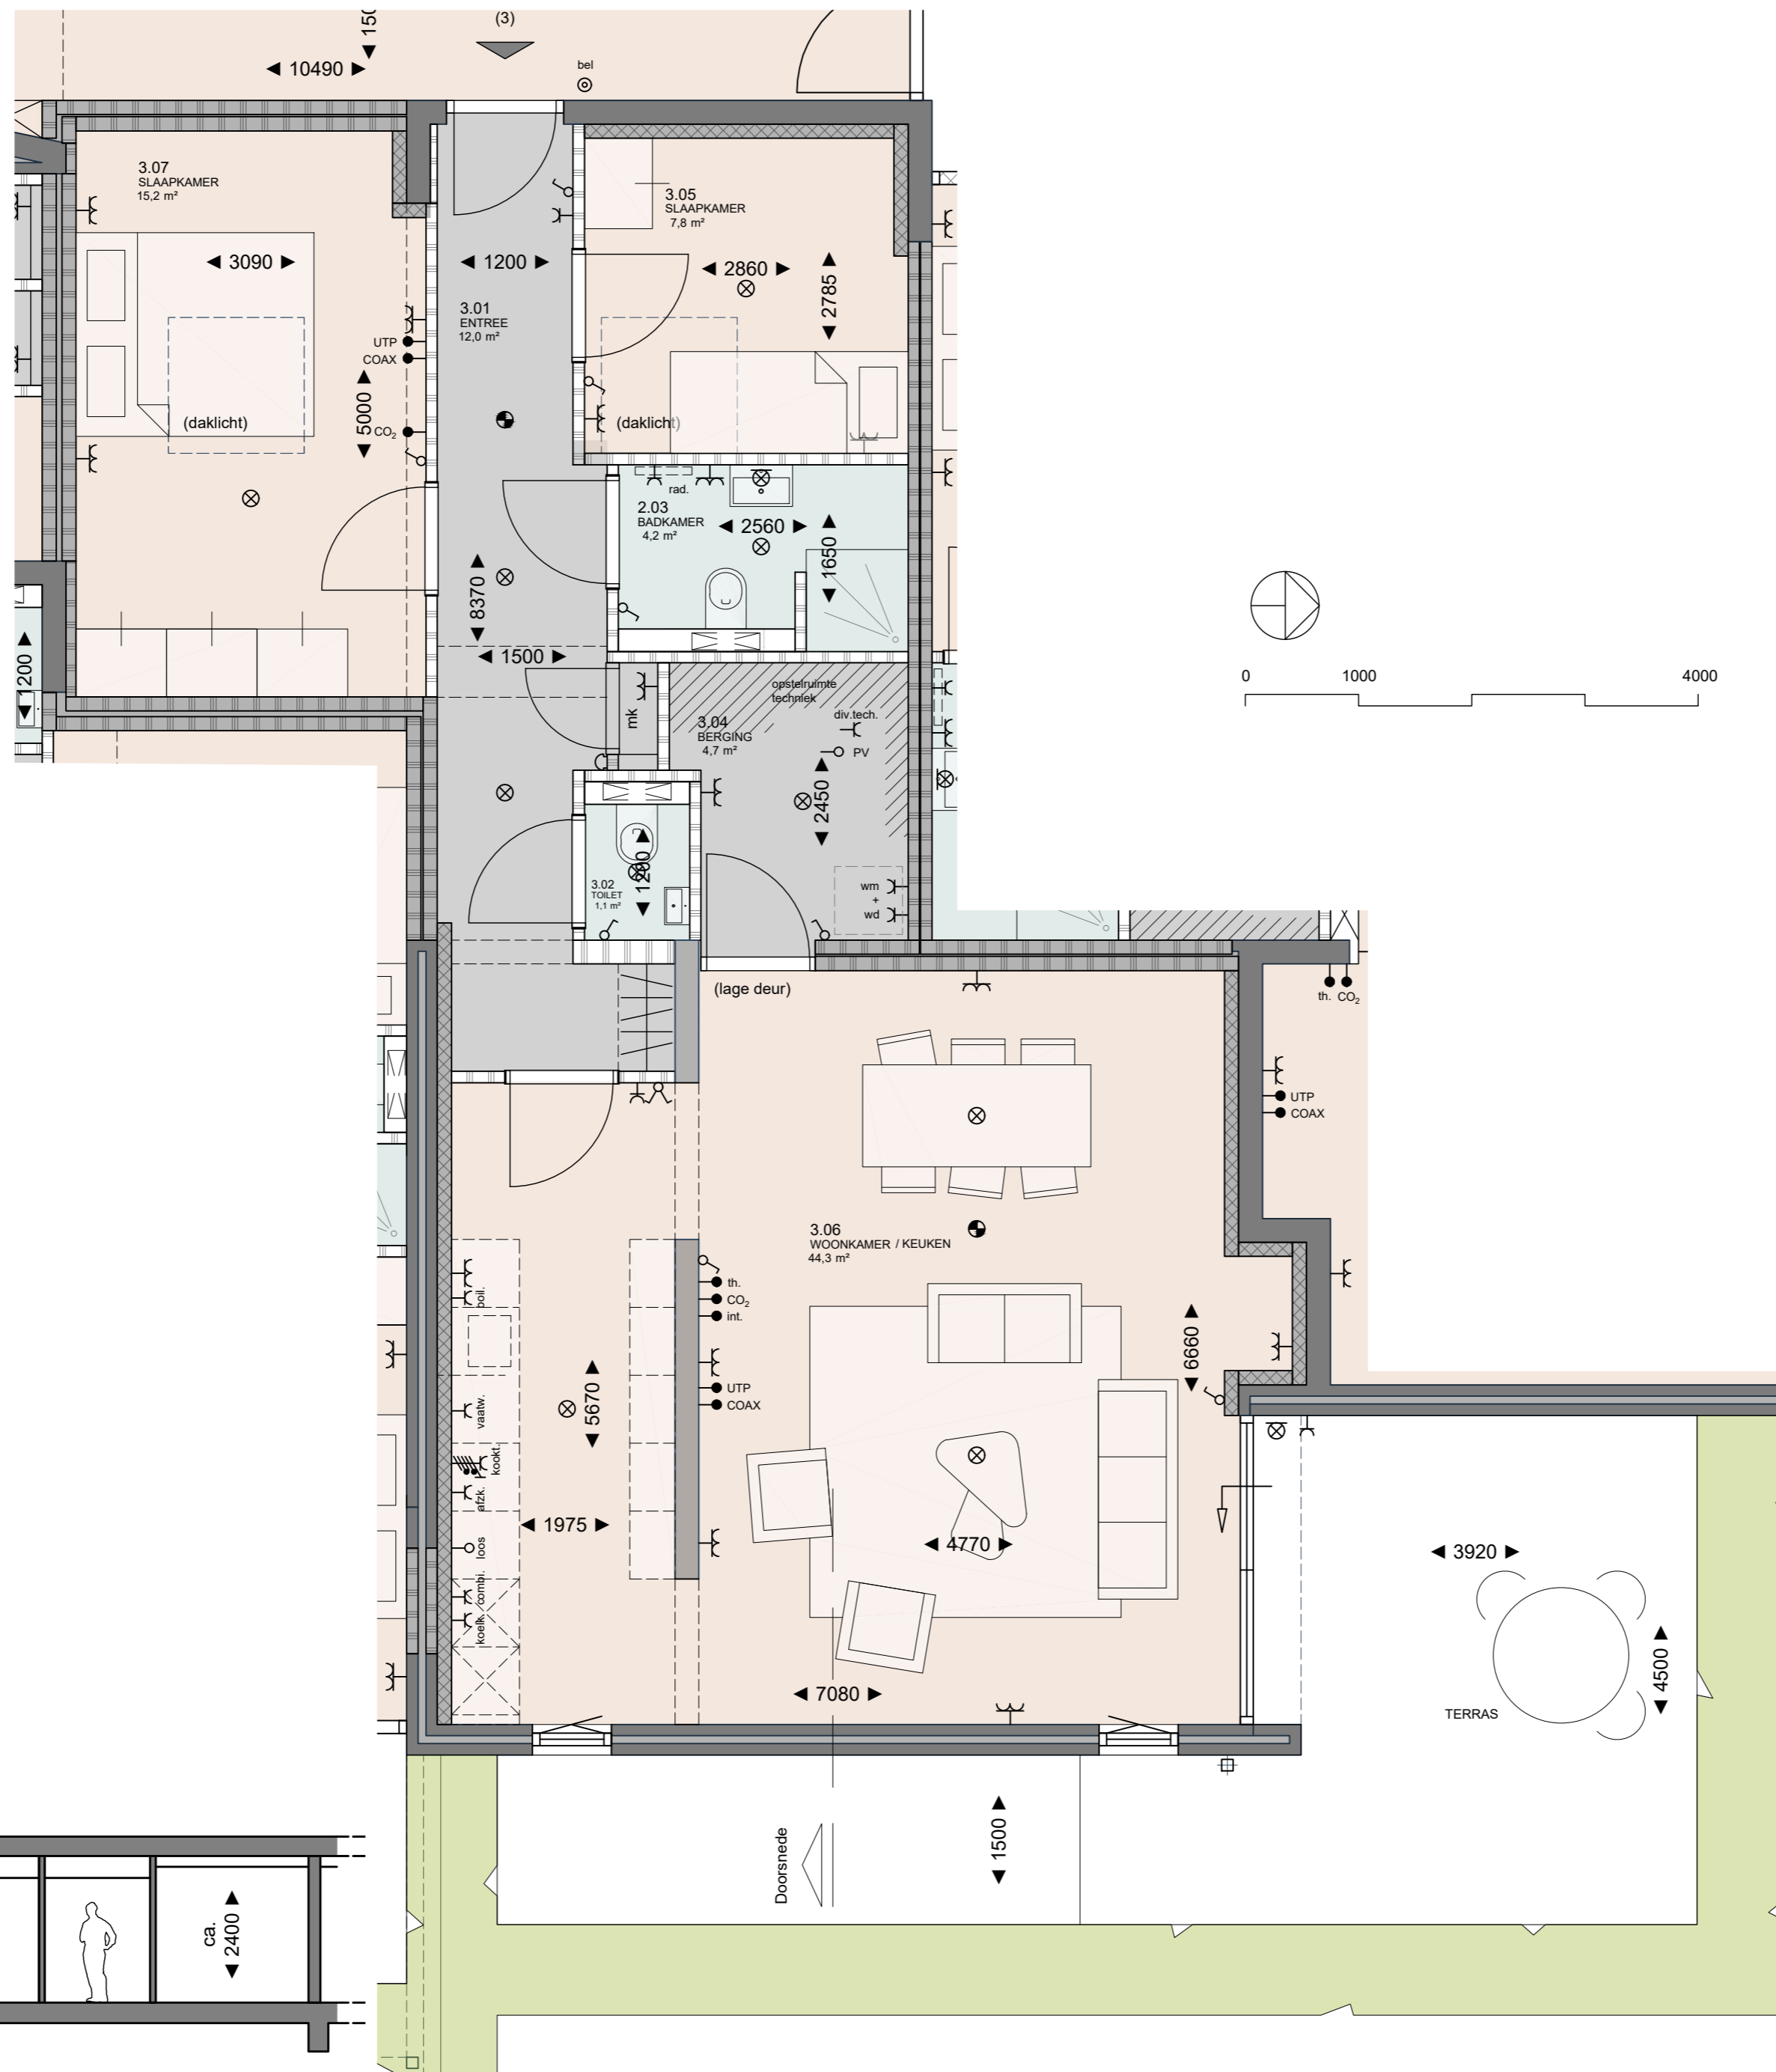 (3)
150
◄ 10490 ►
bel
3.07
SLAAPKAMER
15,2 m²
3.05
SLAAPKAMER
7,8 m²
◄ 3090 ►
◄ 1200 ►
◄ 2860 ►
◄ 2785 ►
3.01
ENTREE
12,0 m²
UTP
COAX
◄ 5000 ►
CO₂
(daklicht)
(daklicht)
rad.
2.03
BADKAMER
4,2 m²
◄ 2560 ►
◄ 1650 ►
◄ 8370 ►
◄ 1500 ►
◄ 1200 ►
0
1000
4000
opstelruimte
techniek
mk
div.tech.
3.04
BERGING
4,7 m²
PV
◄ 2450 ►
3.02
TOILET
1,1 m²
◄ 1200 ►
wm
+
wd
(lage deur)
th.
CO₂
UTP
COAX
3.06
WOONKAMER / KEUKEN
44,3 m²
th.
CO₂
int.
UTP
COAX
boil.
vaatw.
kookt.
afzk.
loos
combi.
koelk.
◄ 5670 ►
◄ 6660 ►
◄ 1975 ►
◄ 4770 ►
◄ 3920 ►
◄ 4500 ►
◄ 7080 ►
TERRAS
Doorsnede
◄ 1500 ►
ca.
◄ 2400 ►